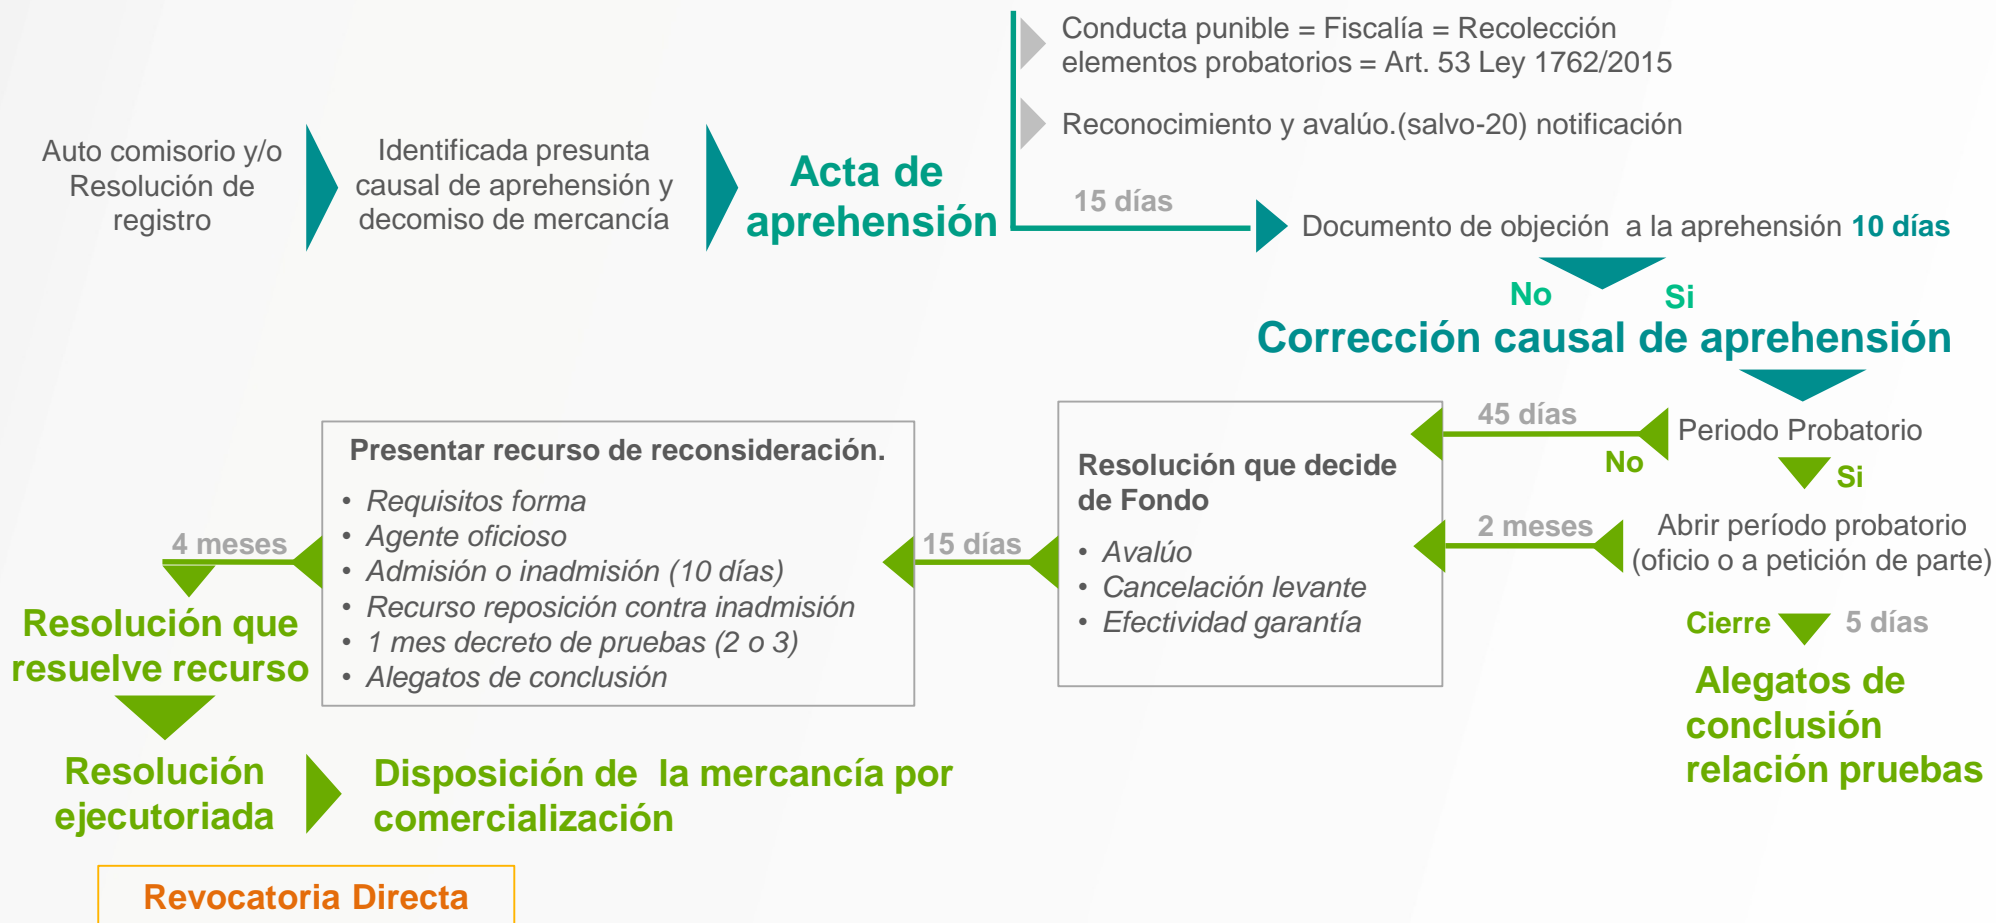 Conducta punible = Fiscalía = Recolección
elementos probatorios = Art. 53 Ley 1762/2015
Reconocimiento y avalúo.(salvo-20) notificación
Auto comisorio y/o
Resolución de
registro
Identificada presunta
causal de aprehensión y
decomiso de mercancía
Acta de
aprehensión
15 días
Documento de objeción a la aprehensión 10 días
No Si
Corrección causal de aprehensión
Periodo Probatorio
45 días
No
Si
Abrir período probatorio
(oficio o a petición de parte)
2 meses
Cierre 5 días
Alegatos de
conclusión
relación pruebas
Resolución que decide
de Fondo
• Avalúo
• Cancelación levante
• Efectividad garantía
15 días
Presentar recurso de reconsideración.
• Requisitos forma
• Agente oficioso
• Admisión o inadmisión (10 días)
• Recurso reposición contra inadmisión
• 1 mes decreto de pruebas (2 o 3)
• Alegatos de conclusión
4 meses
Resolución que
resuelve recurso
Resolución
ejecutoriada
Disposición de la mercancía por
comercialización
Revocatoria Directa